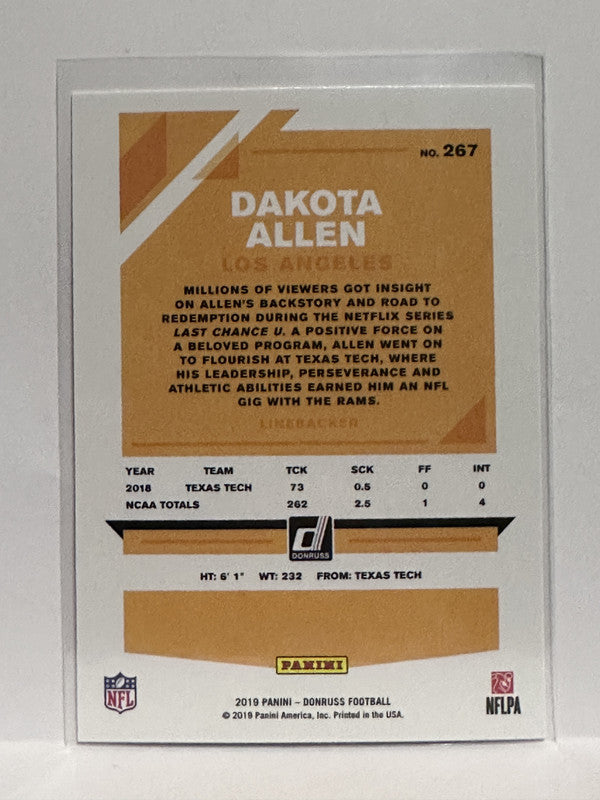 NO. 267
DAKOTA
ALLEN
LOS ANGELES
MILLIONS OF VIEWERS GOT INSIGHT
ON ALLEN'S BACKSTORY AND ROAD TO
REDEMPTION DURING THE NETFLIX SERIES
LAST CHANCE U. A POSITIVE FORCE ON
A BELOVED PROGRAM, ALLEN WENT ON
TO FLOURISH AT TEXAS TECH, WHERE
HIS LEADERSHIP, PERSEVERANCE AND
ATHLETIC ABILITIES EARNED HIM AN NFL
GIG WITH THE RAMS.
LINEBACKER
YEAR TEAM TCK SCK FF INT
2018 TEXAS TECH 73 0.5 0 0
NCAA TOTALS 262 2.5 1 4
d
DONRUSS
HT: 6' 1" WT: 232 FROM: TEXAS TECH
PANINI
NFL
2019 PANINI – DONRUSS FOOTBALL
© 2019 Panini America, Inc. Printed in the USA.
NFLPA